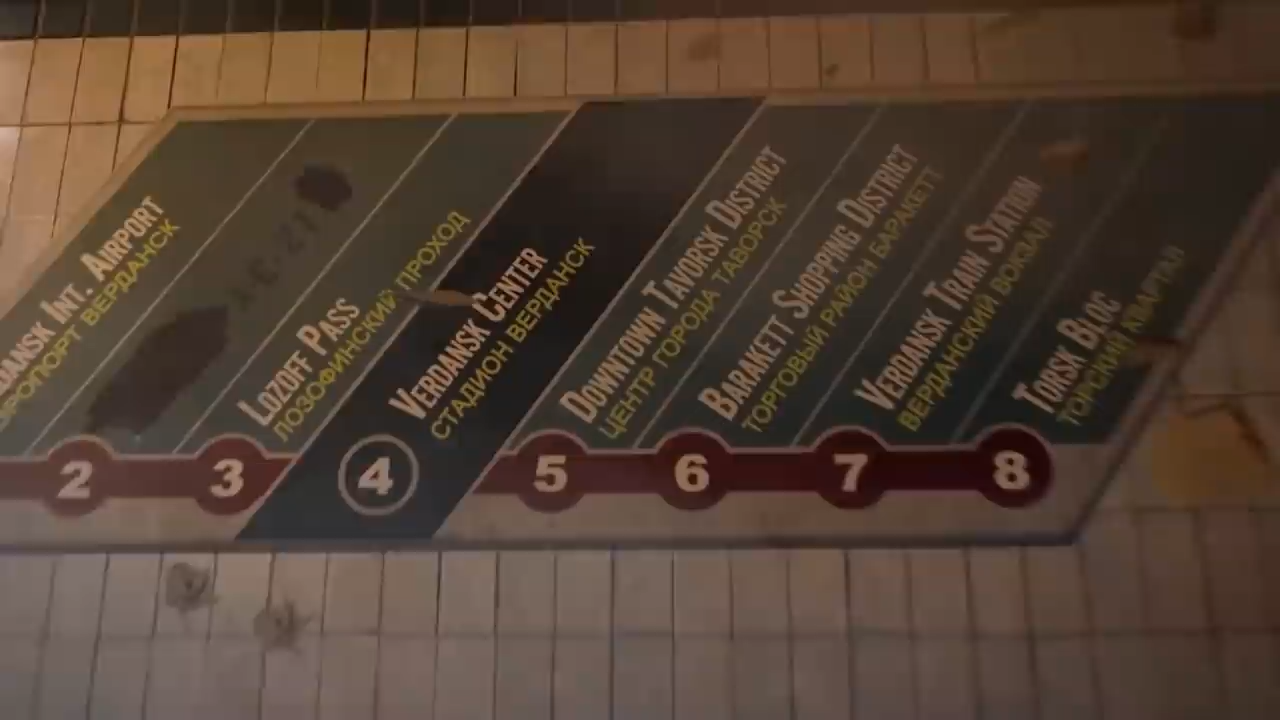 DANSK INT. AIRPORT
ЭРОПОРТ ВЕРДАНСК
LOZOFF PASS
ЛОЗОФИНСКИЙ ПРОХОД
VERDANSK CENTER
СТАДИОН ВЕРДАНСК
DOWNTOWN TAVORSK DISTRICT
ЦЕНТР ГОРОДА ТАВОРСК
BARAKETT SHOPPING DISTRICT
ТОРГОВЫЙ РАЙОН БАРАКЕТТ
VERDANSK TRAIN STATION
ВЕРДАНСКИЙ ВОКЗАЛ
TORSK BLOC
ТОРСКИЙ КВАРТАЛ
2 3 4 5 6 7 8